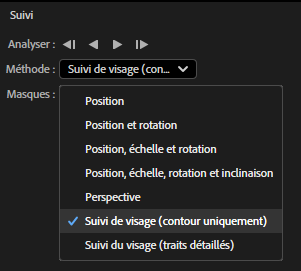 Suivi
Analyser :
Méthode : Suivi de visage (con...
Masques :
Position
Position et rotation
Position, échelle et rotation
Position, échelle, rotation et inclinaison
Perspective
Suivi de visage (contour uniquement)
Suivi du visage (traits détaillés)